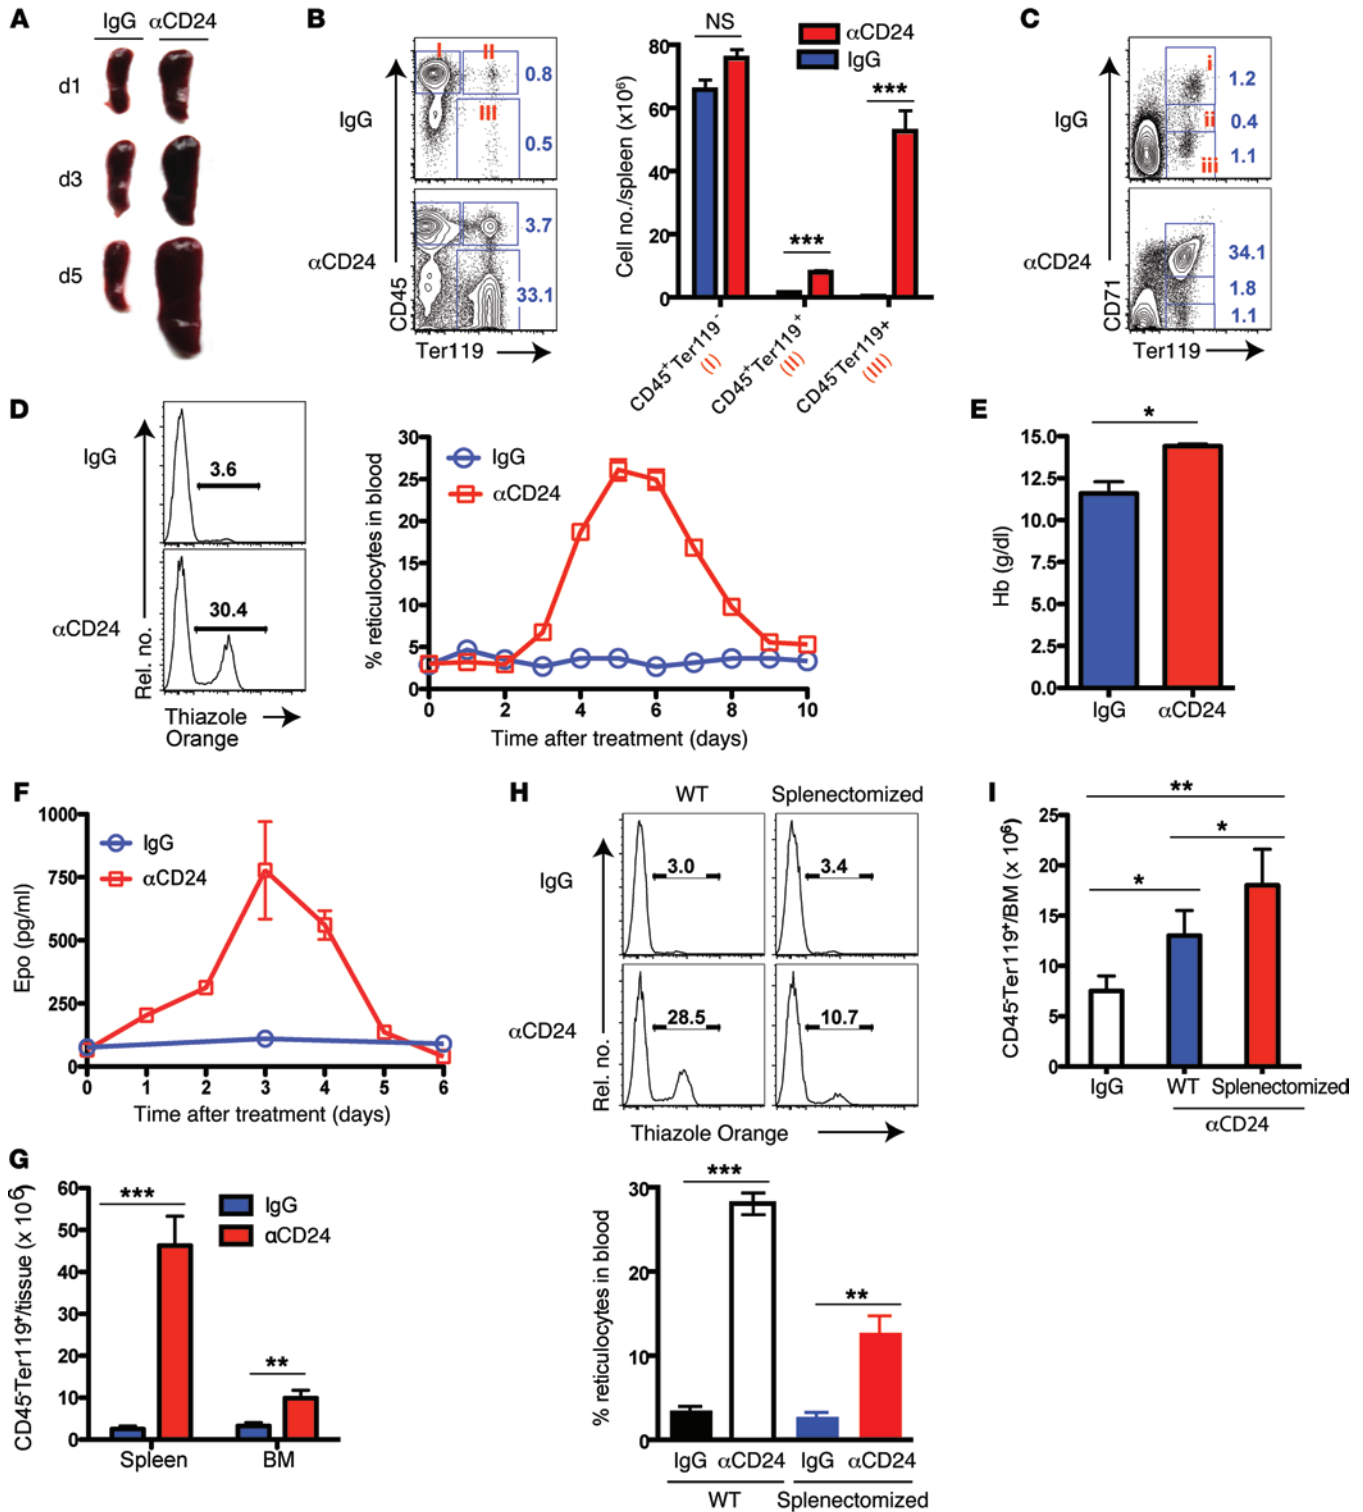 A
IgG αCD24
d1
d3
d5
B
IgG
αCD24
I II III
0.8
0.5
3.7
33.1
CD45
Ter119
NS
αCD24
IgG
***
***
Cell no./spleen (x10⁶)
80
60
40
20
0
CD45⁺Ter119⁻ (I)
CD45⁺Ter119⁺ (II)
CD45⁻Ter119+ (III)
C
IgG
αCD24
i
ii
iii
1.2
0.4
1.1
34.1
1.8
1.1
CD71
Ter119
D
IgG
3.6
αCD24
30.4
Rel. no.
Thiazole
Orange
IgG
αCD24
% reticulocytes in blood
30
25
20
15
10
5
0
0 2 4 6 8 10
Time after treatment (days)
E
*
Hb (g/dl)
15.0
12.5
10.0
7.5
5.0
2.5
0.0
IgG αCD24
F
IgG
αCD24
Epo (pg/ml)
1000
750
500
250
0
0 1 2 3 4 5 6
Time after treatment (days)
G
***
**
IgG
αCD24
CD45⁻Ter119⁺/tissue (x 10⁶)
60
50
40
30
20
10
0
Spleen BM
H
WT Splenectomized
IgG
3.0 3.4
αCD24
28.5 10.7
Rel. no.
Thiazole Orange
***
**
% reticulocytes in blood
30
20
10
0
IgG αCD24 IgG αCD24
WT Splenectomized
I
**
*
*
CD45⁻Ter119⁺/BM (x 10⁶)
25
20
15
10
5
0
IgG WT Splenectomized
αCD24